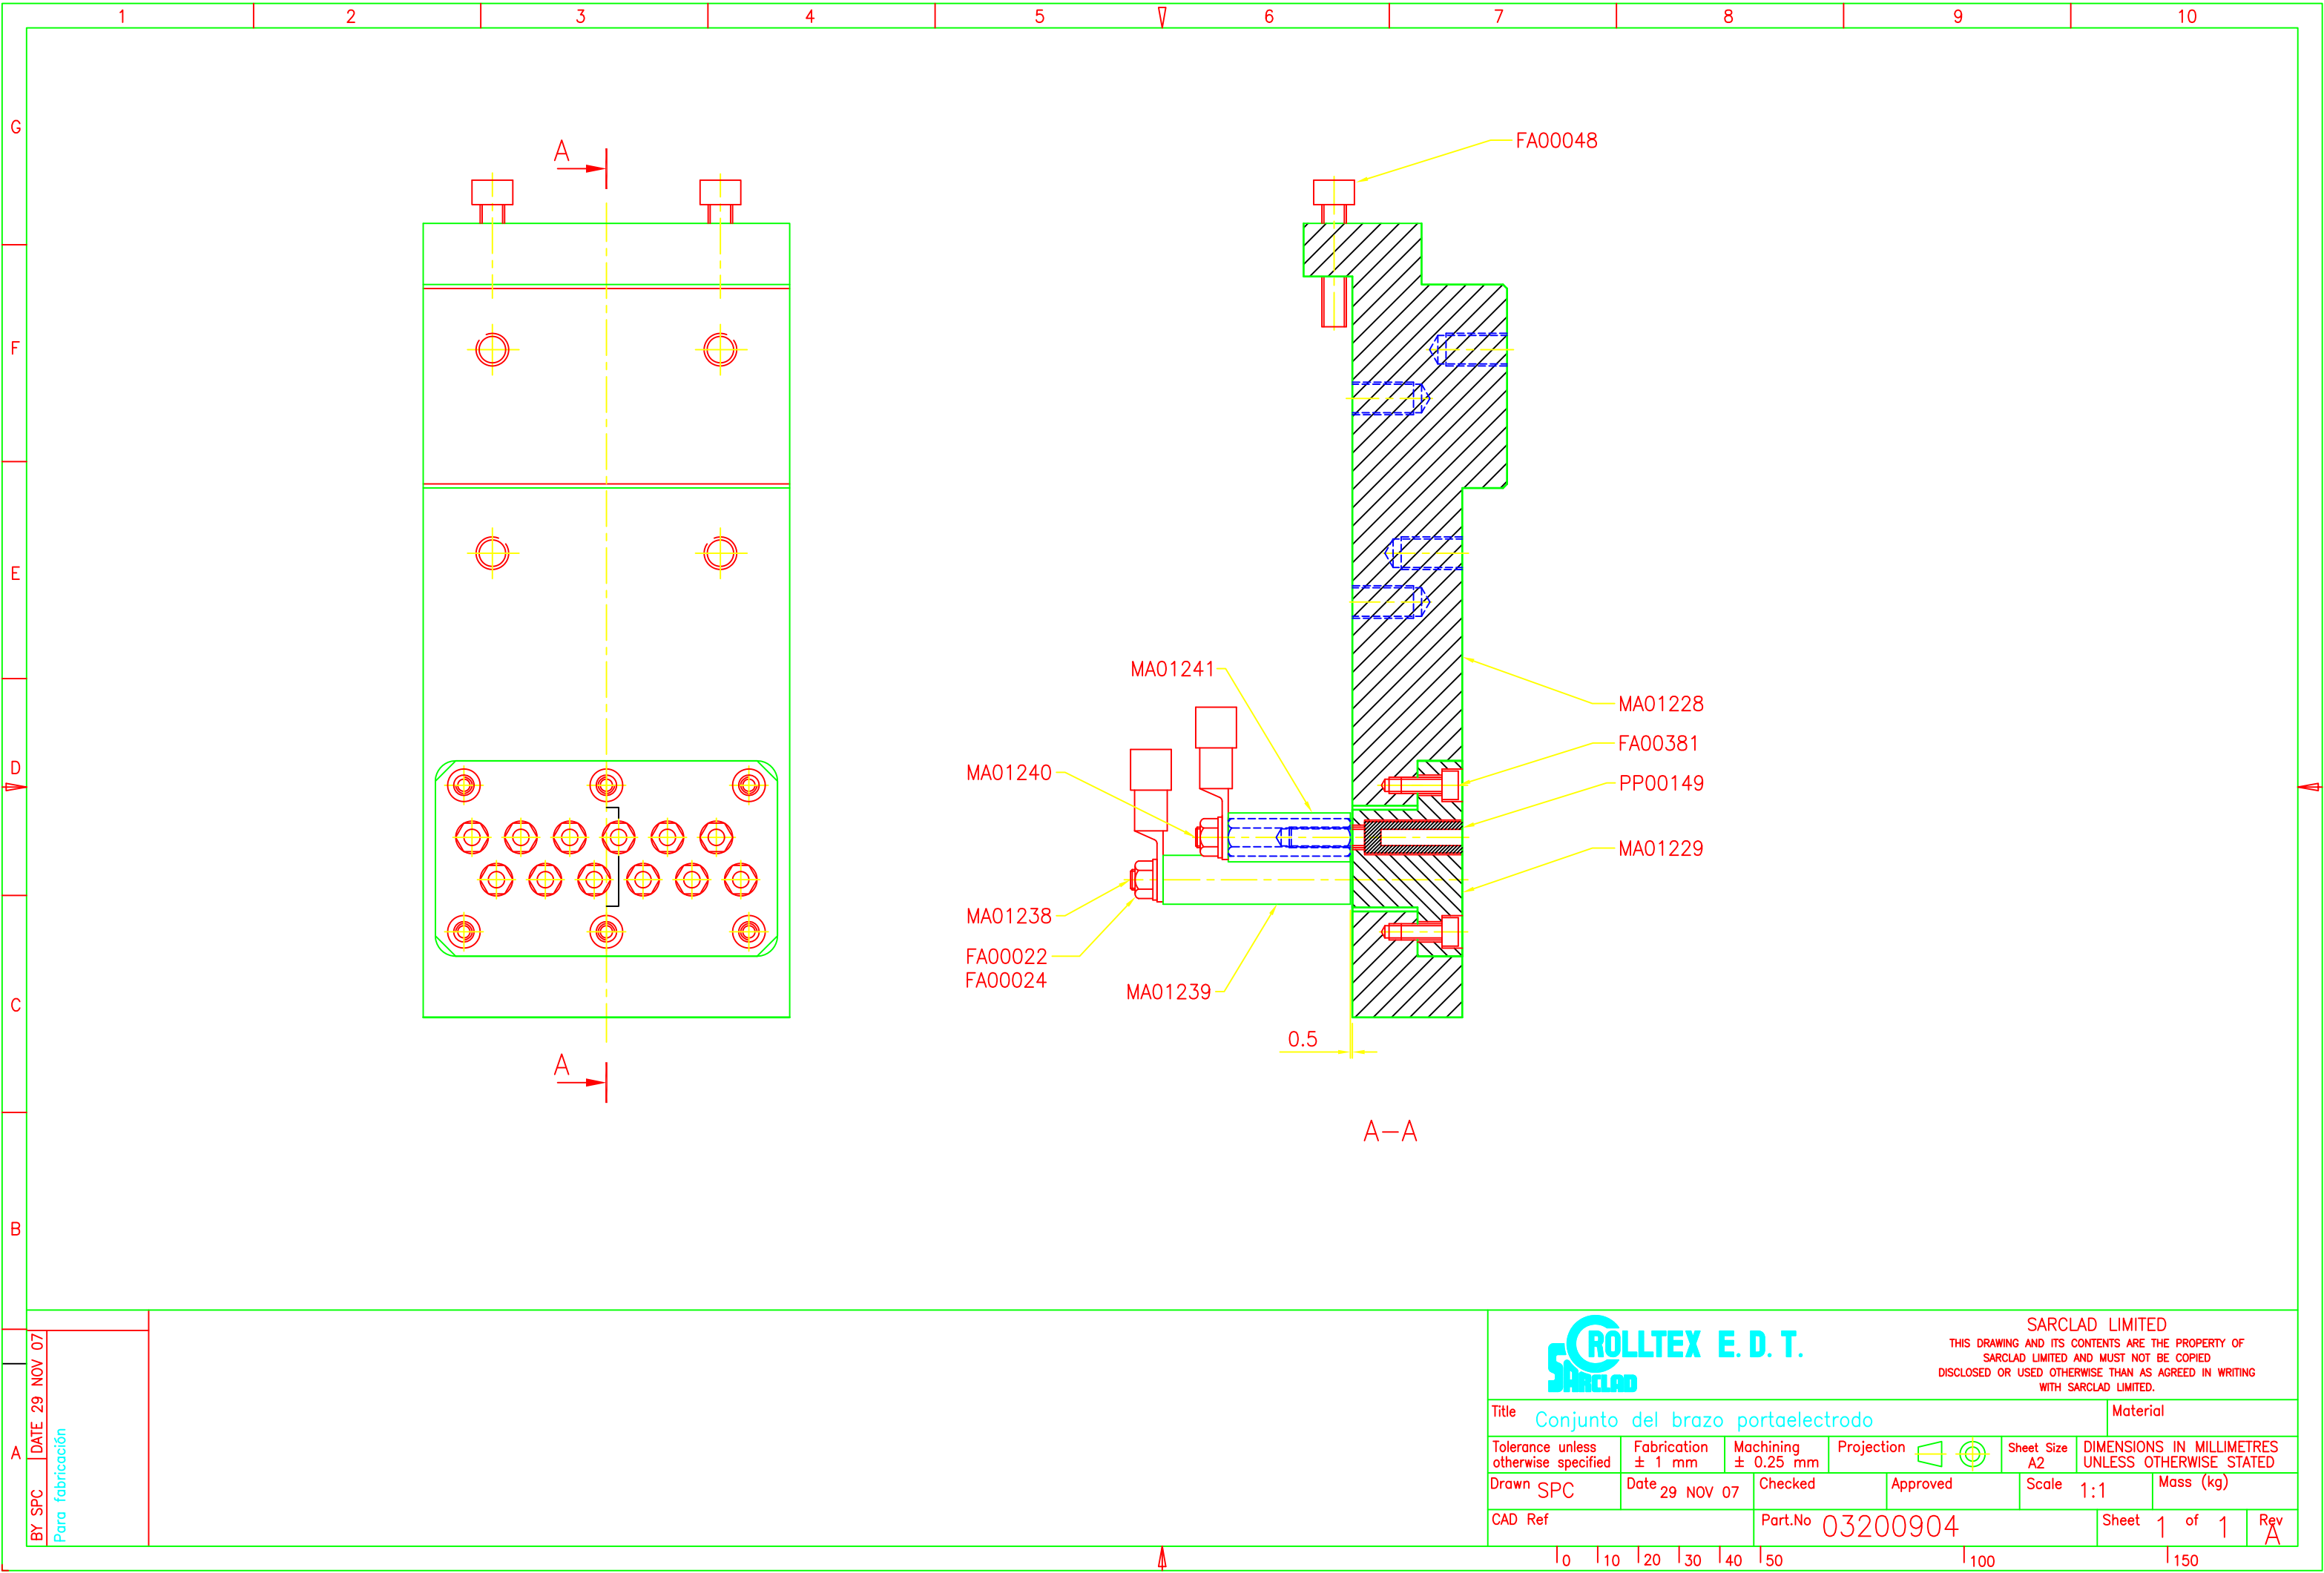 1 2 3 4 5 6 7 8 9 10
G
F
E
D
C
B
A
A
A
FA00048
MA01241
MA01240
MA01238
FA00022
FA00024
MA01239
MA01228
FA00381
PP00149
MA01229
0.5
A-A
BY SPC DATE 29 NOV 07
Para fabricación
ROLLTEX E. D. T.
SARCLAD
SARCLAD LIMITED
THIS DRAWING AND ITS CONTENTS ARE THE PROPERTY OF
SARCLAD LIMITED AND MUST NOT BE COPIED
DISCLOSED OR USED OTHERWISE THAN AS AGREED IN WRITING
WITH SARCLAD LIMITED.
Title Conjunto del brazo portaelectrodo
Material
Tolerance unless
otherwise specified
Fabrication
± 1 mm
Machining
± 0.25 mm
Projection
Sheet Size
A2
DIMENSIONS IN MILLIMETRES
UNLESS OTHERWISE STATED
Drawn SPC
Date 29 NOV 07
Checked
Approved
Scale 1:1
Mass (kg)
CAD Ref
Part.No 03200904
Sheet 1 of 1
Rev
A
0 10 20 30 40 50 100 150